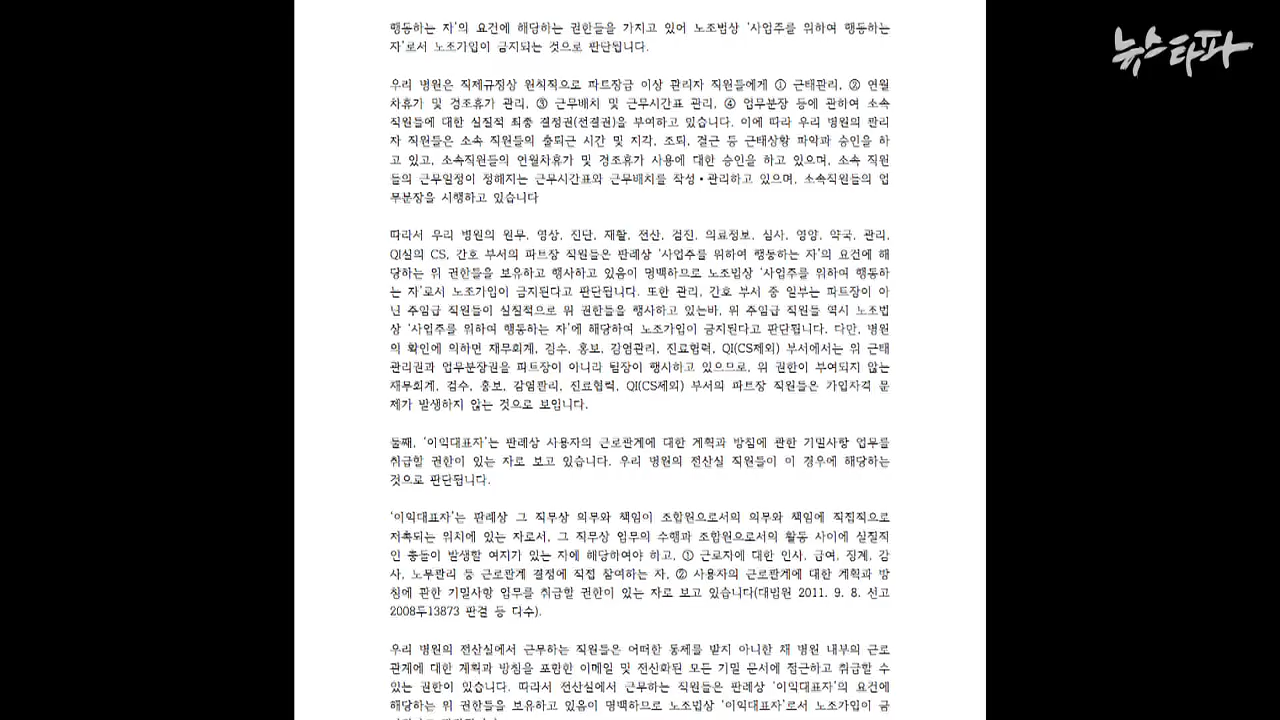 뉴스타파
행동하는 자'의 요건에 해당하는 권한들을 가지고 있어 노조법상 '사업주를 위하여 행동하는
자'로서 노조가입이 금지되는 것으로 판단됩니다.
우리 병원은 직제규정상 원칙적으로 파트장급 이상 관리자 직원들에게 ① 근태관리, ② 연월
차휴가 및 경조휴가 관리, ③ 근무배치 및 근무시간표 관리, ④ 업무분장 등에 관하여 소속
직원들에 대한 실질적 최종 결정권(전결권)을 부여하고 있습니다. 이에 따라 우리 병원의 관리
자 직원들은 소속 직원들의 출퇴근 시간 및 지각, 조퇴, 결근 등 근태상황 파악과 승인을 하
고 있고, 소속직원들의 연월차휴가 및 경조휴가 사용에 대한 승인을 하고 있으며, 소속 직원
들의 근무일정이 정해지는 근무시간표와 근무배치를 작성・관리하고 있으며, 소속직원들의 업
무분장을 시행하고 있습니다
따라서 우리 병원의 원무, 영상, 진단, 재활, 전산, 검진, 의료정보, 심사, 영양, 약국, 관리,
QI실의 CS, 간호 부서의 파트장 직원들은 판례상 '사업주를 위하여 행동하는 자'의 요건에 해
당하는 위 권한들을 보유하고 행사하고 있음이 명백하므로 노조법상 '사업주를 위하여 행동하
는 자'로서 노조가입이 금지된다고 판단됩니다. 또한 관리, 간호 부서 중 일부는 파트장이 아
닌 주임급 직원들이 실질적으로 위 권한들을 행사하고 있는바, 위 주임급 직원들 역시 노조법
상 '사업주를 위하여 행동하는 자'에 해당하여 노조가입이 금지된다고 판단됩니다. 다만, 병원
의 확인에 의하면 재무회계, 검수, 홍보, 감염관리, 진료협력, QI(CS제외) 부서에서는 위 근태
관리권과 업무분장권을 파트장이 아니라 팀장이 행사하고 있으므로, 위 권한이 부여되지 않는
재무회계, 검수, 홍보, 감염관리, 진료협력, QI(CS제외) 부서의 파트장 직원들은 가입자격 문
제가 발생하지 않는 것으로 보입니다.
둘째, '이익대표자'는 판례상 사용자의 근로관계에 대한 계획과 방침에 관한 기밀사항 업무를
취급할 권한이 있는 자로 보고 있습니다. 우리 병원의 전산실 직원들이 이 경우에 해당하는
것으로 판단됩니다.
'이익대표자'는 판례상 그 직무상 의무와 책임이 조합원으로서의 의무와 책임에 직접적으로
저촉되는 위치에 있는 자로서, 그 직무상 임무의 수행과 조합원으로서의 활동 사이에 실질적
인 충돌이 발생할 여지가 있는 자에 해당하여야 하고, ① 근로자에 대한 인사, 급여, 징계, 감
사, 노무관리 등 근로관계 결정에 직접 참여하는 자, ② 사용자의 근로관계에 대한 계획과 방
침에 관한 기밀사항 업무를 취급할 권한이 있는 자로 보고 있습니다(대법원 2011. 9. 8. 선고
2008두13873 판결 등 다수).
우리 병원의 전산실에서 근무하는 직원들은 어떠한 통제를 받지 아니한 채 병원 내부의 근로
관계에 대한 계획과 방침을 포함한 이메일 및 전산화된 모든 기밀 문서에 접근하고 취급할 수
있는 권한이 있습니다. 따라서 전산실에서 근무하는 직원들은 판례상 '이익대표자'의 요건에
해당하는 위 권한들을 보유하고 있음이 명백하므로 노조법상 '이익대표자'로서 노조가입이 금